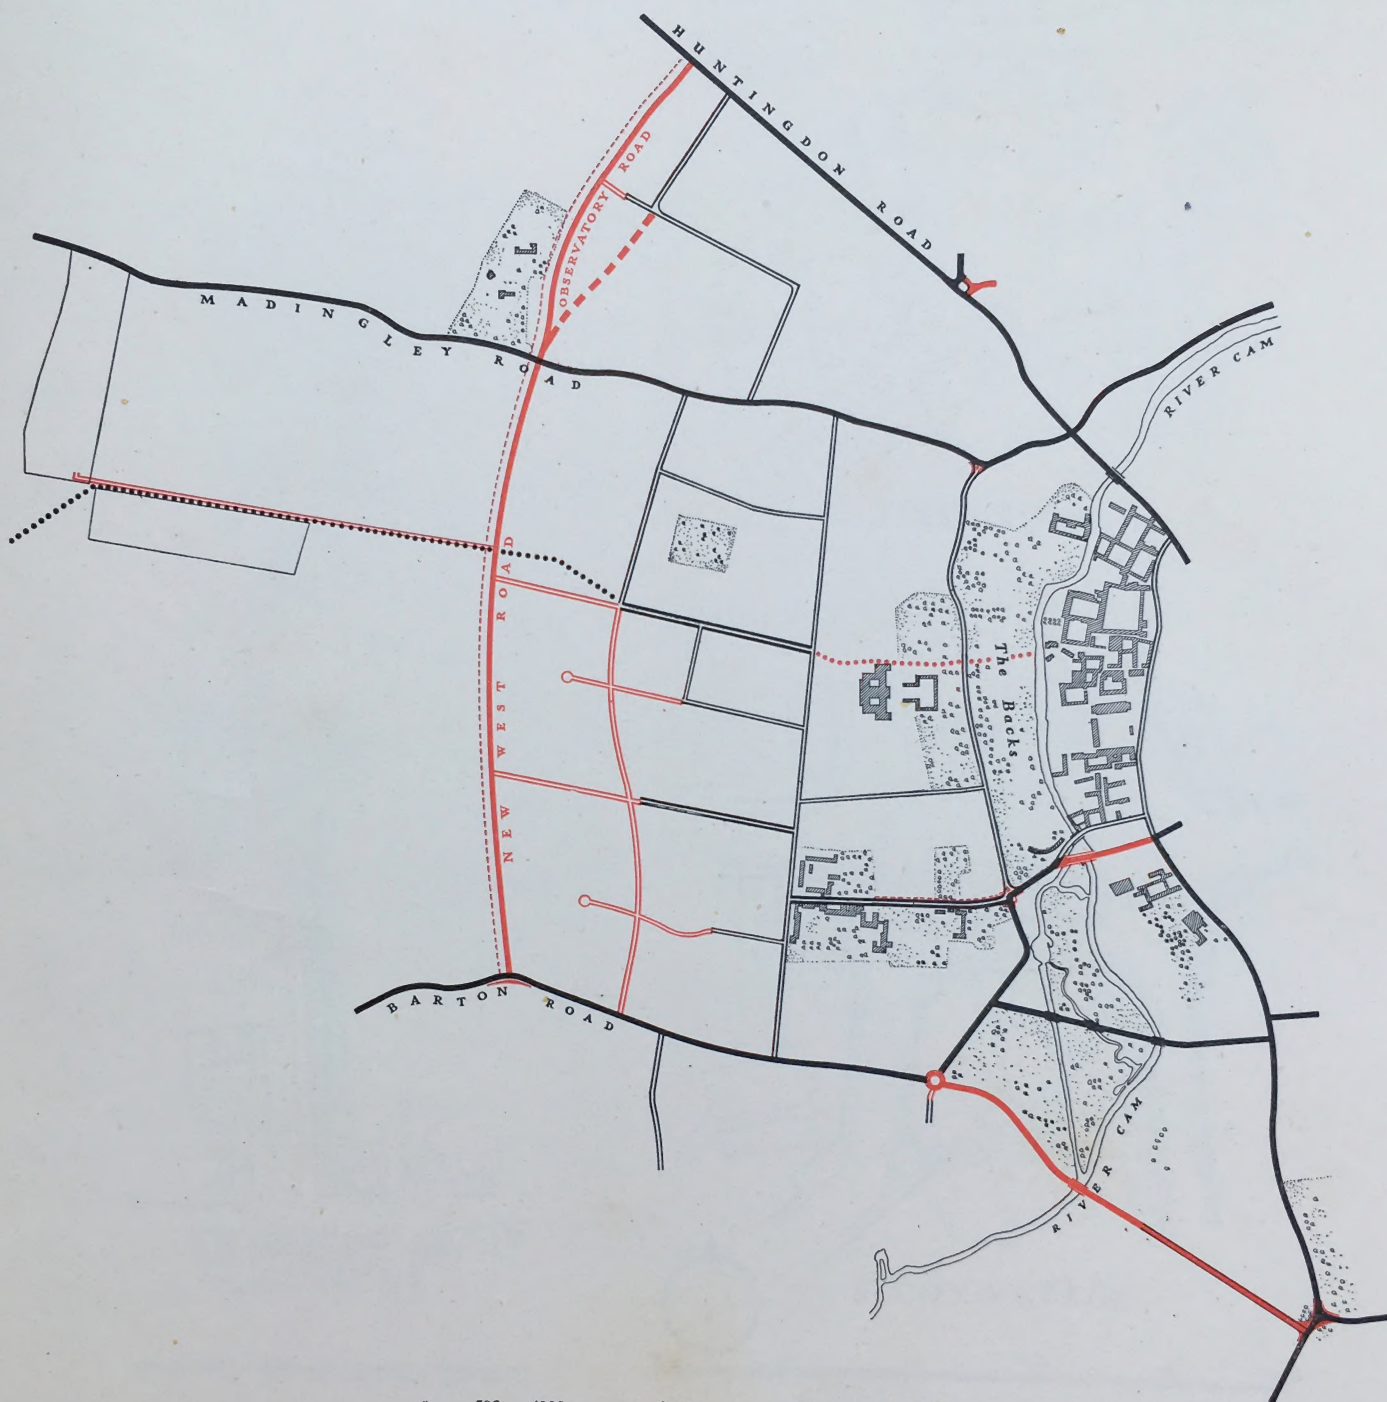 HUNTINGDON ROAD
OBSERVATORY ROAD
MADINGLEY ROAD
RIVER CAM
NEW WEST ROAD
The Backs
BARTON ROAD
RIVER CAM